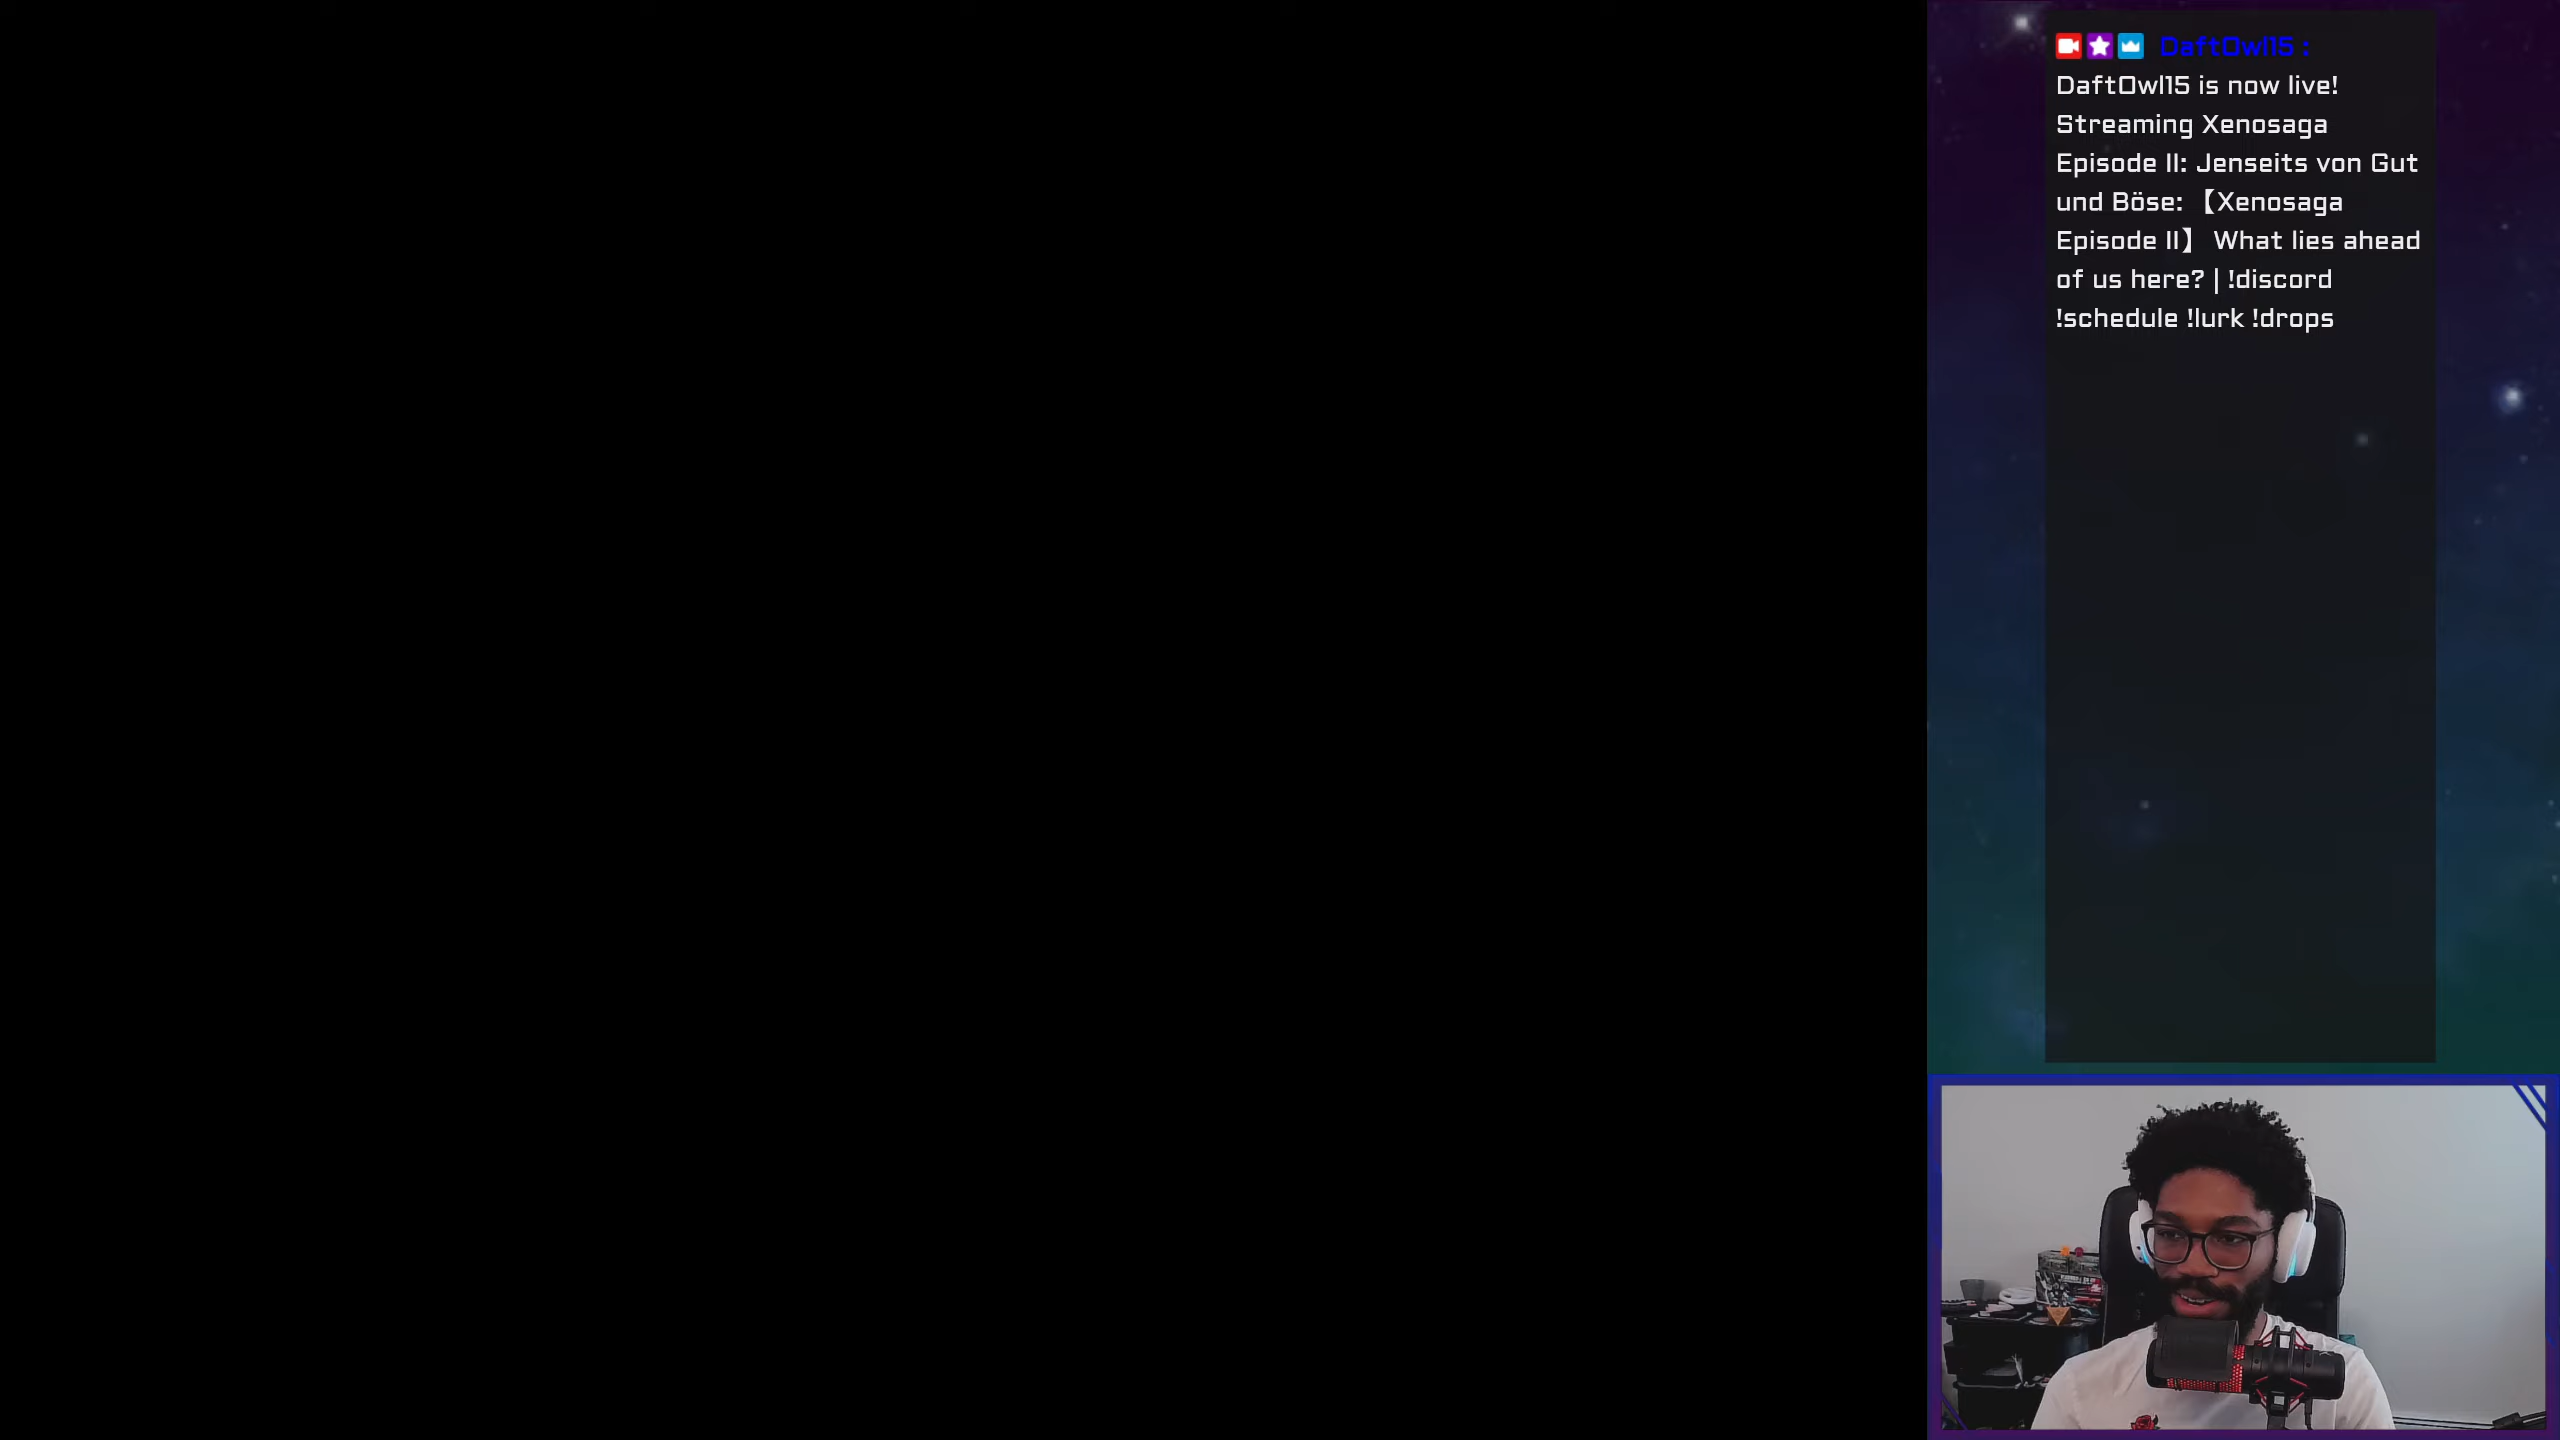 DaftOwl15 :
DaftOwl15 is now live!
Streaming Xenosaga
Episode II: Jenseits von Gut
und Böse: 【Xenosaga
Episode II】 What lies ahead
of us here? | !discord
!schedule !lurk !drops